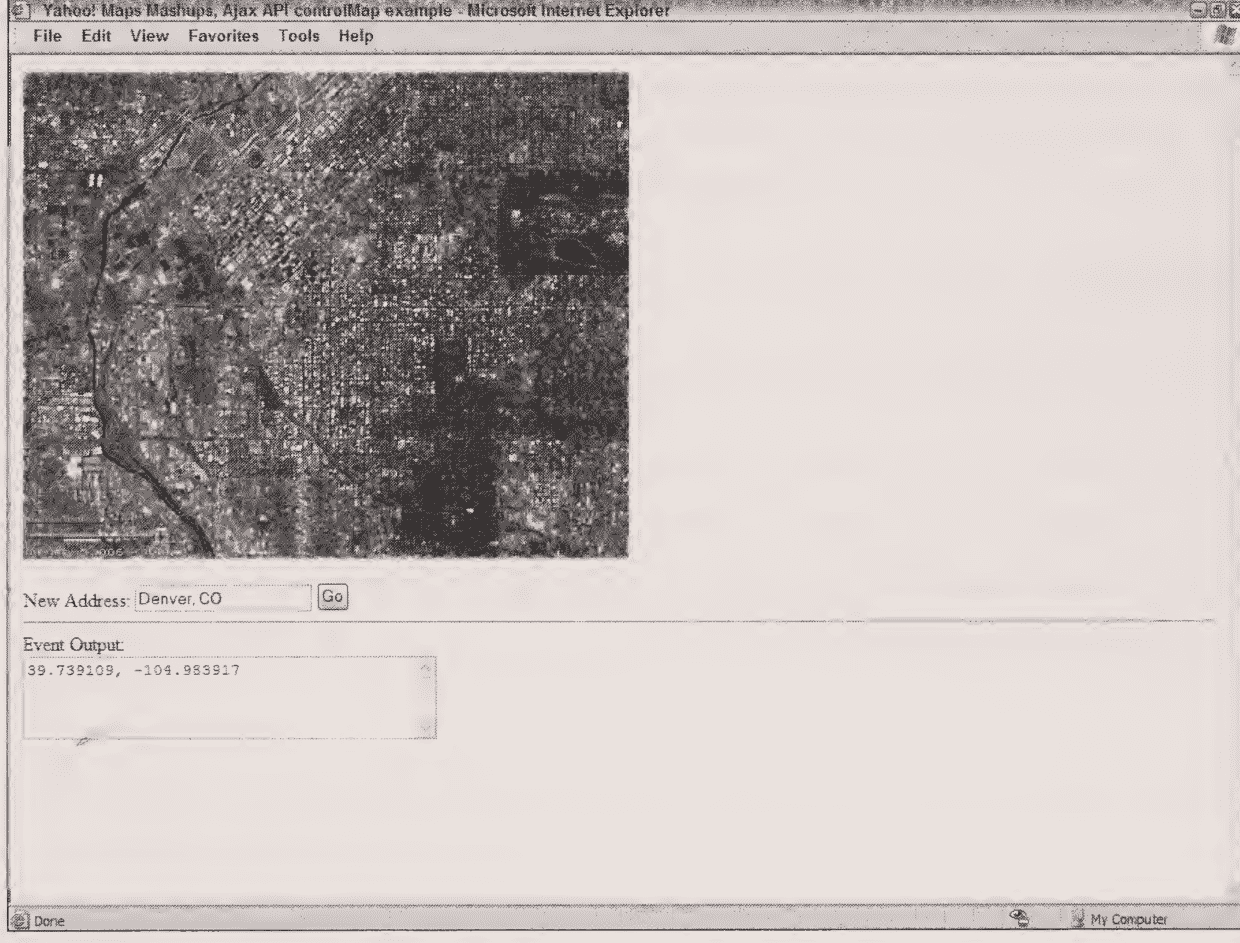 Yahoo! Maps Mashups, Ajax API controlMap example - Microsoft Internet Explorer
File Edit View Favorites Tools Help
New Address: Denver, CO Go
Event Output:
39.739109, -104.983917
Done My Computer